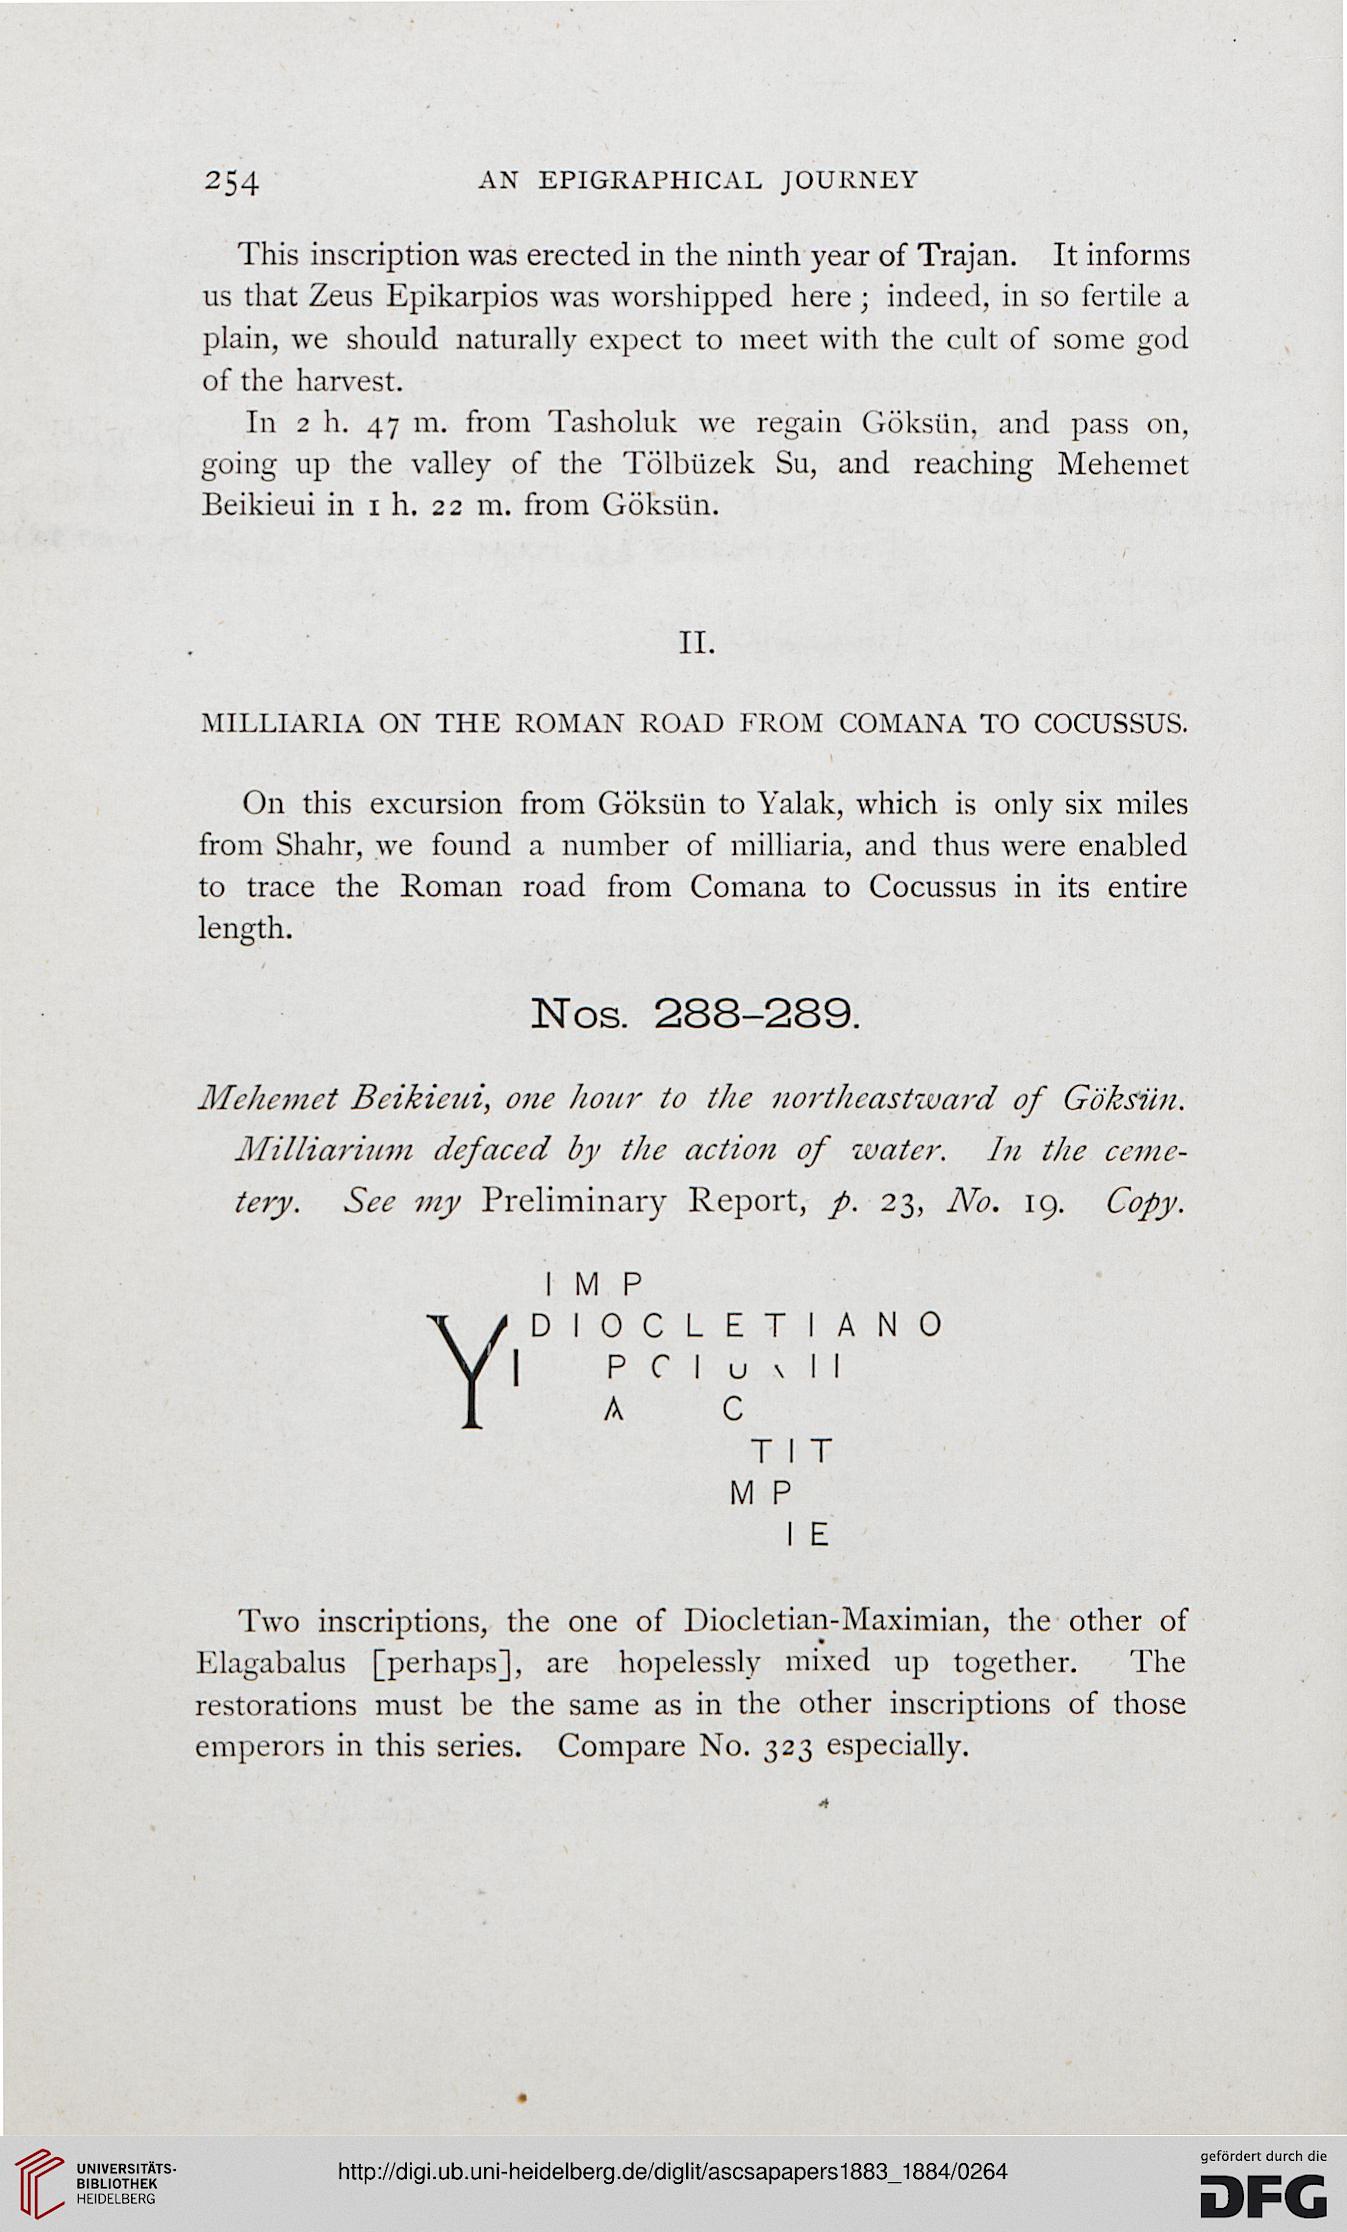 254 AN EPIGRAPHICAL JOURNEY
This inscription was erected in the ninth year of Trajan. It informs
us that Zeus Epikarpios was worshipped here; indeed, in so fertile a
plain, we should naturally expect to meet with the cult of some god
of the harvest.
In 2 h. 47 m. from Tasholuk we regain Göksün, and pass on,
going up the valley of the Tölbüzek Su, and reaching Mehemet
Beikieui in 1 h. 22 m. from Göksün.
II.
MILLIARIA ON THE ROMAN ROAD FROM COMANA TO COCUSSUS.
On this excursion from Göksün to Yalak, which is only six miles
from Shahr, we found a number of milliaria, and thus were enabled
to trace the Roman road from Comana to Cocussus in its entire
length.
Nos. 288–289.
Mehemet Beikieui, one hour to the northeastward of Göksün.
Milliarium defaced by the action of water. In the ceme-
tery. See my Preliminary Report, p. 23, No. 19. Copy.
I M P
Y D I O C L E T I A N O
I P C I U \ I I
A C
T I T
M P
I E
Two inscriptions, the one of Diocletian-Maximian, the other of
Elagabalus [perhaps], are hopelessly mixed up together. The
restorations must be the same as in the other inscriptions of those
emperors in this series. Compare No. 323 especially.
UNIVERSITÄTS-
BIBLIOTHEK
HEIDELBERG
http://digi.ub.uni-heidelberg.de/diglit/ascsapapers1883_1884/0264
gefördert durch die
DFG